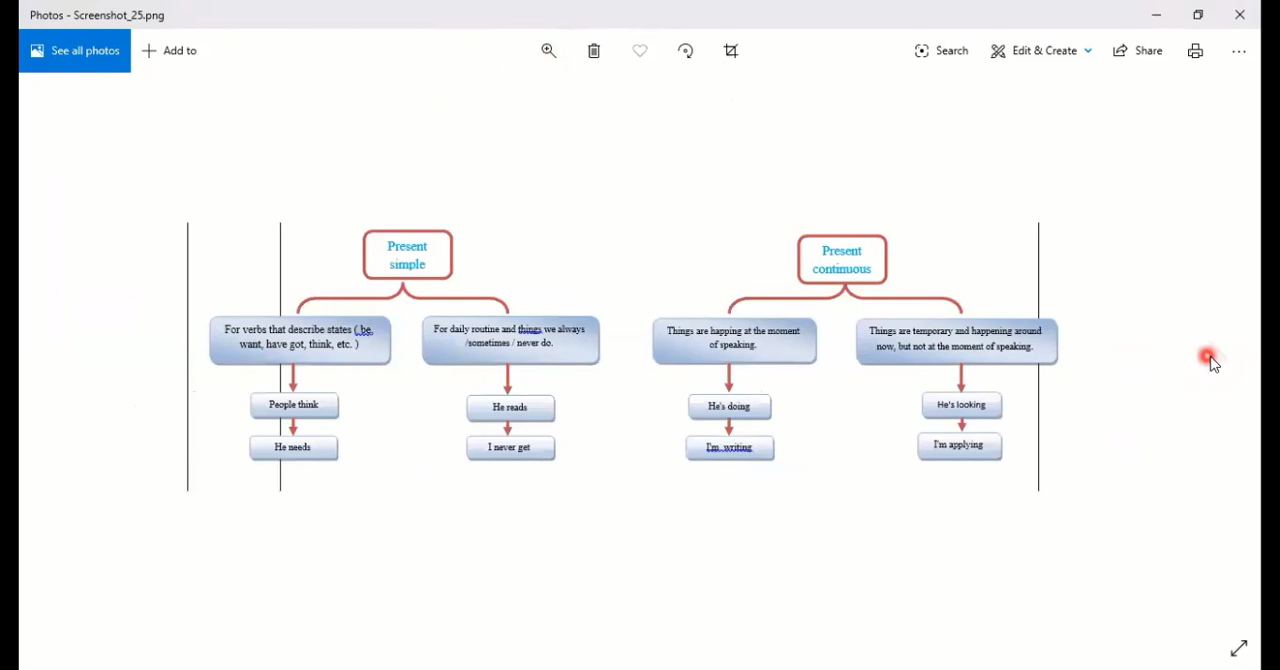 Photos - Screenshot_25.png
See all photos
Add to
Search
Edit & Create
Share
Present
simple
Present
continuous
For verbs that describe states ( be,
want, have got, think, etc. )
For daily routine and things we always
/sometimes / never do.
Things are happing at the moment
of speaking.
Things are temporary and happening around
now, but not at the moment of speaking.
People think
He reads
He's doing
He's looking
He needs
I never get
I'm writing
I'm applying